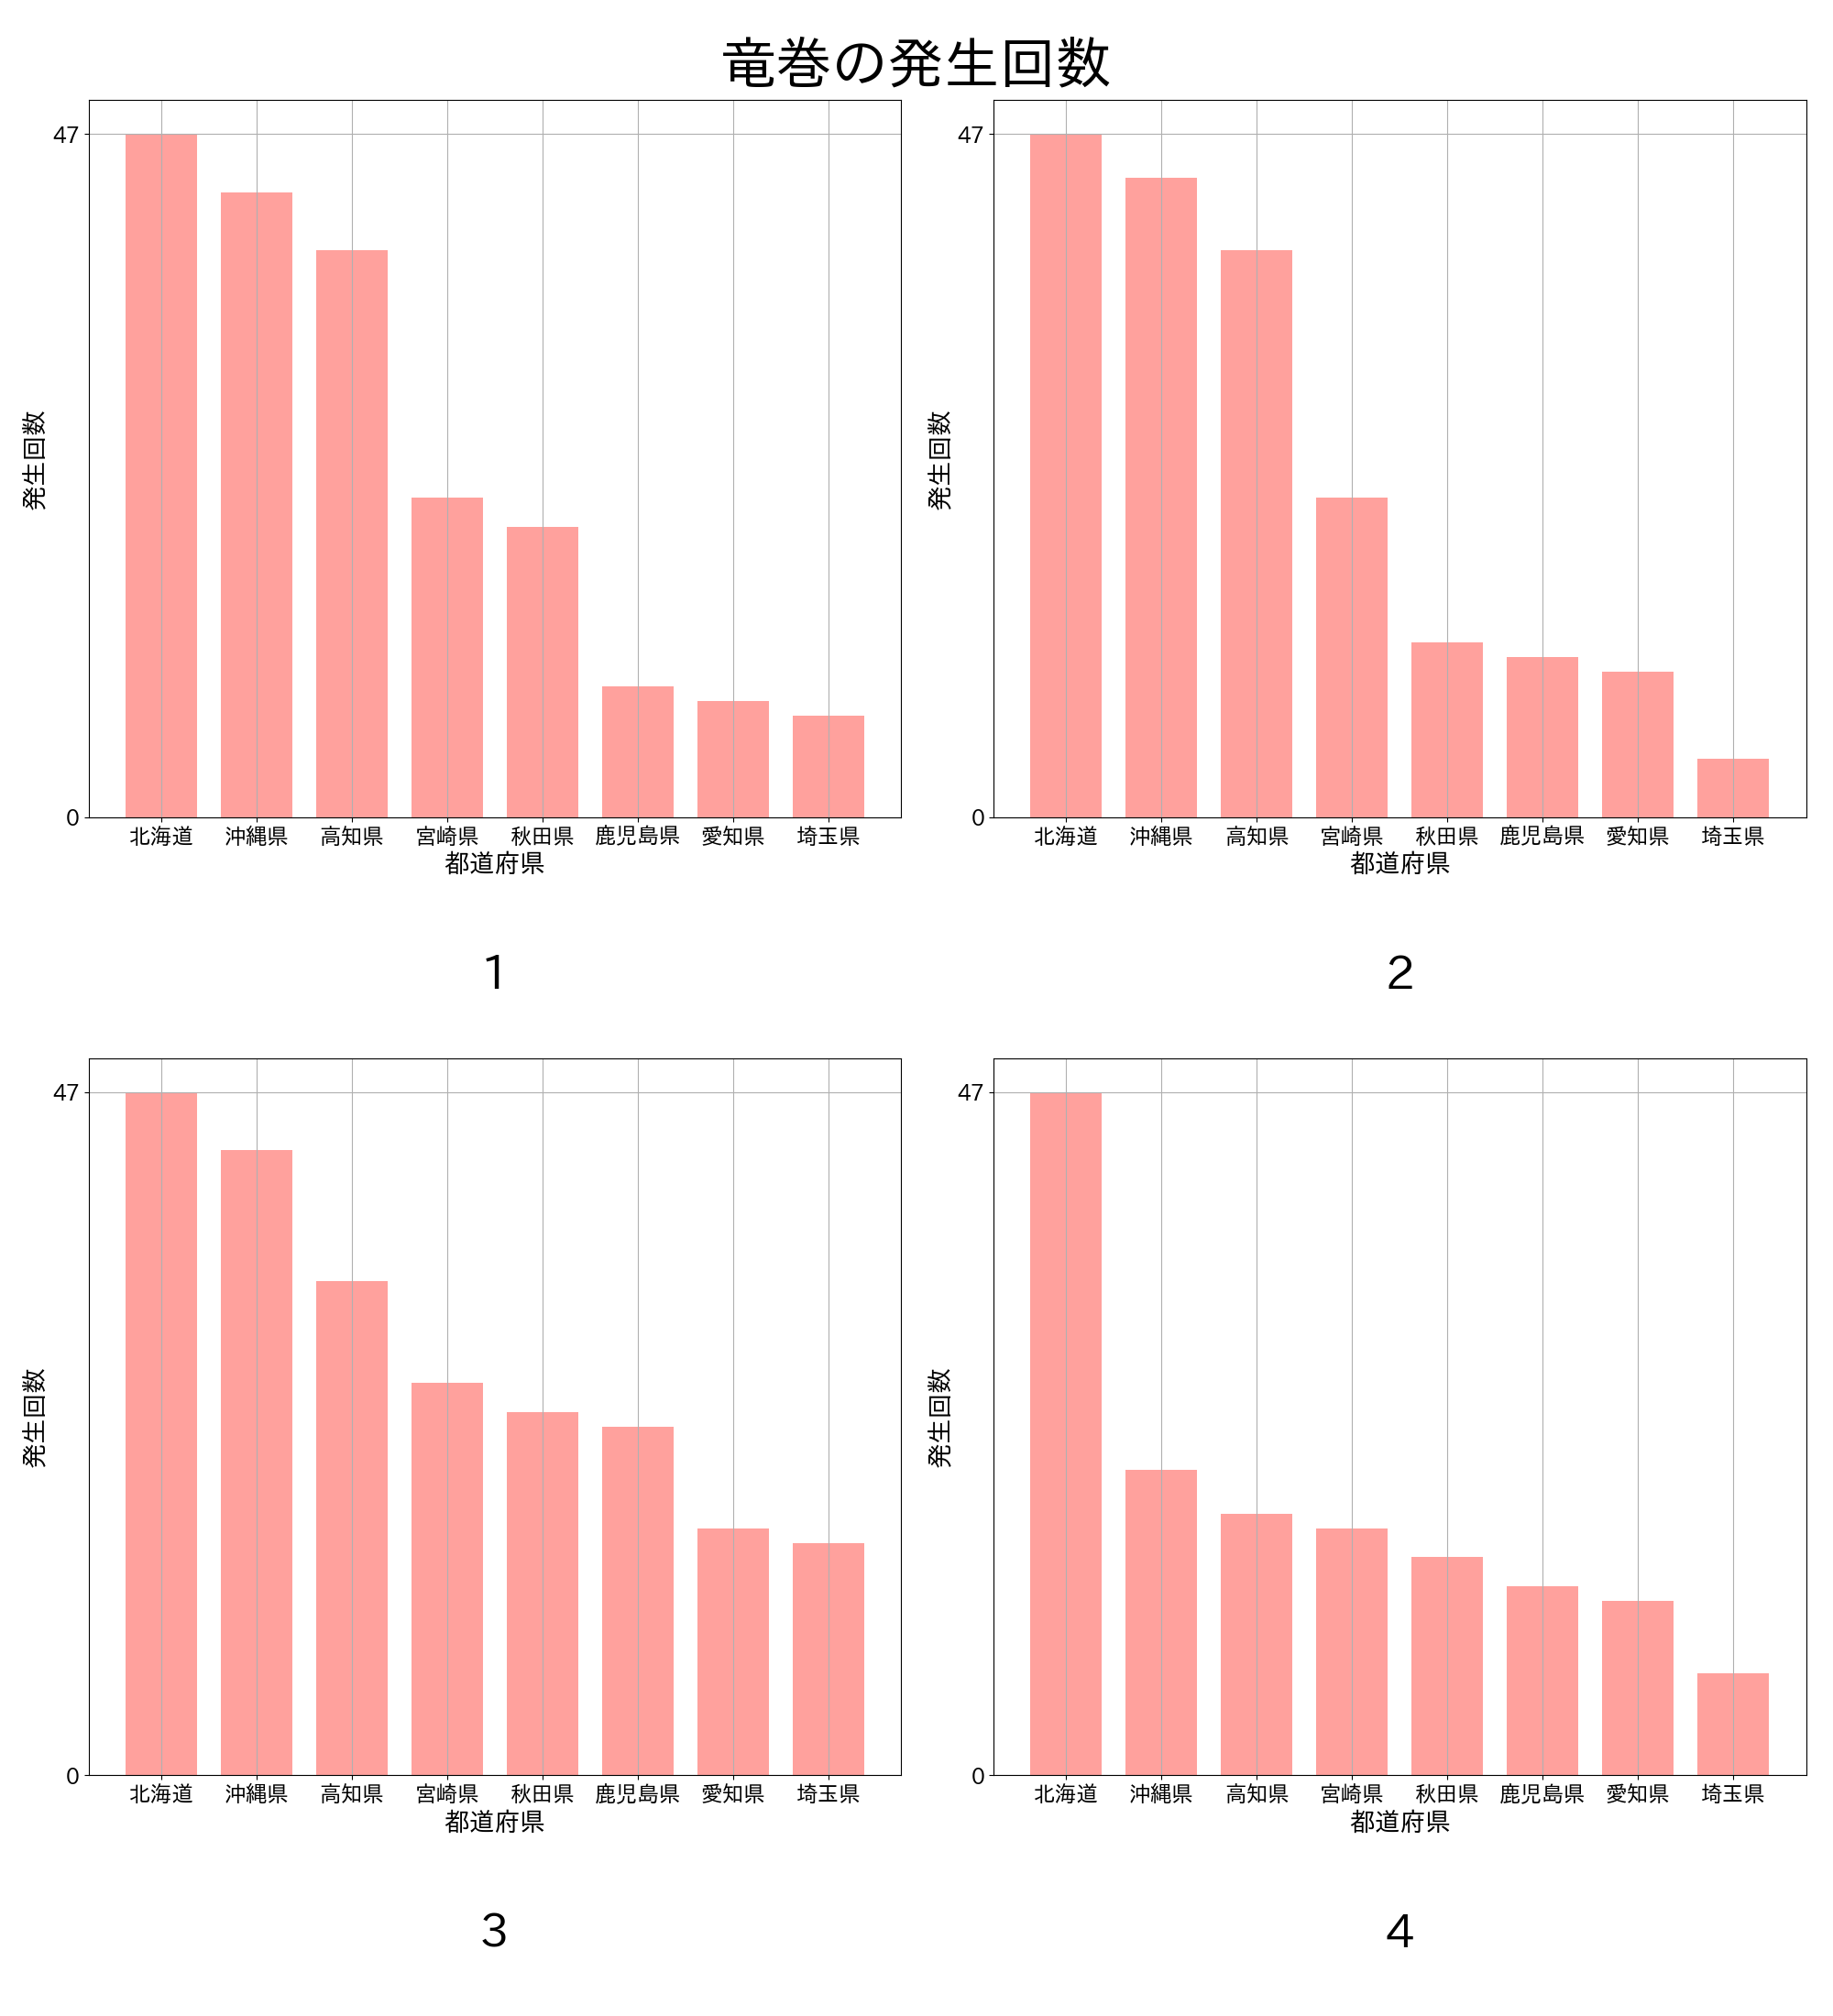 竜巻の発生回数
47
0
発生回数
北海道 沖縄県 高知県 宮崎県 秋田県 鹿児島県 愛知県 埼玉県
都道府県
1
47
0
発生回数
北海道 沖縄県 高知県 宮崎県 秋田県 鹿児島県 愛知県 埼玉県
都道府県
2
47
0
発生回数
北海道 沖縄県 高知県 宮崎県 秋田県 鹿児島県 愛知県 埼玉県
都道府県
3
47
0
発生回数
北海道 沖縄県 高知県 宮崎県 秋田県 鹿児島県 愛知県 埼玉県
都道府県
4